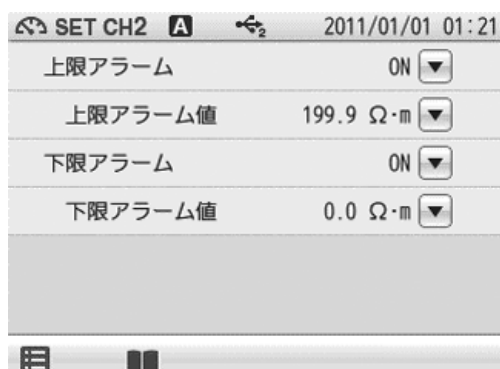 SET CH2 A 2 2011/01/01 01:21
上限アラーム ON
上限アラーム値 199.9 Ω·m
下限アラーム ON
下限アラーム値 0.0 Ω·m